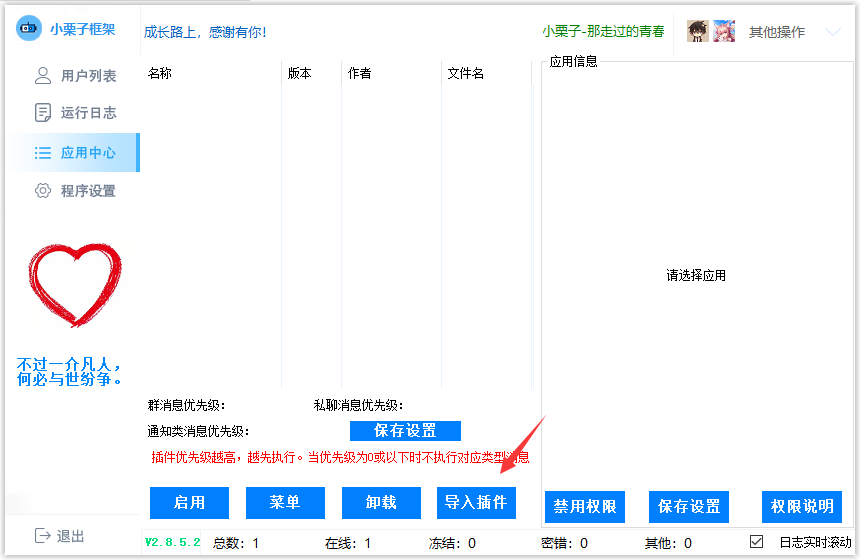 小栗子框架
成长路上，感谢有你!
小栗子-那走过的青春
其他操作
用户列表
运行日志
应用中心
程序设置
不过一介凡人，
何必与世纷争。
退出
名称 版本 作者 文件名
应用信息
请选择应用
群消息优先级: 私聊消息优先级:
通知类消息优先级: 保存设置
插件优先级越高，越先执行。当优先级为0或以下时不执行对应类型消息
启用 菜单 卸载 导入插件 禁用权限 保存设置 权限说明
V2.8.5.2 总数: 1 在线: 1 冻结: 0 密错: 0 其他: 0 日志实时滚动